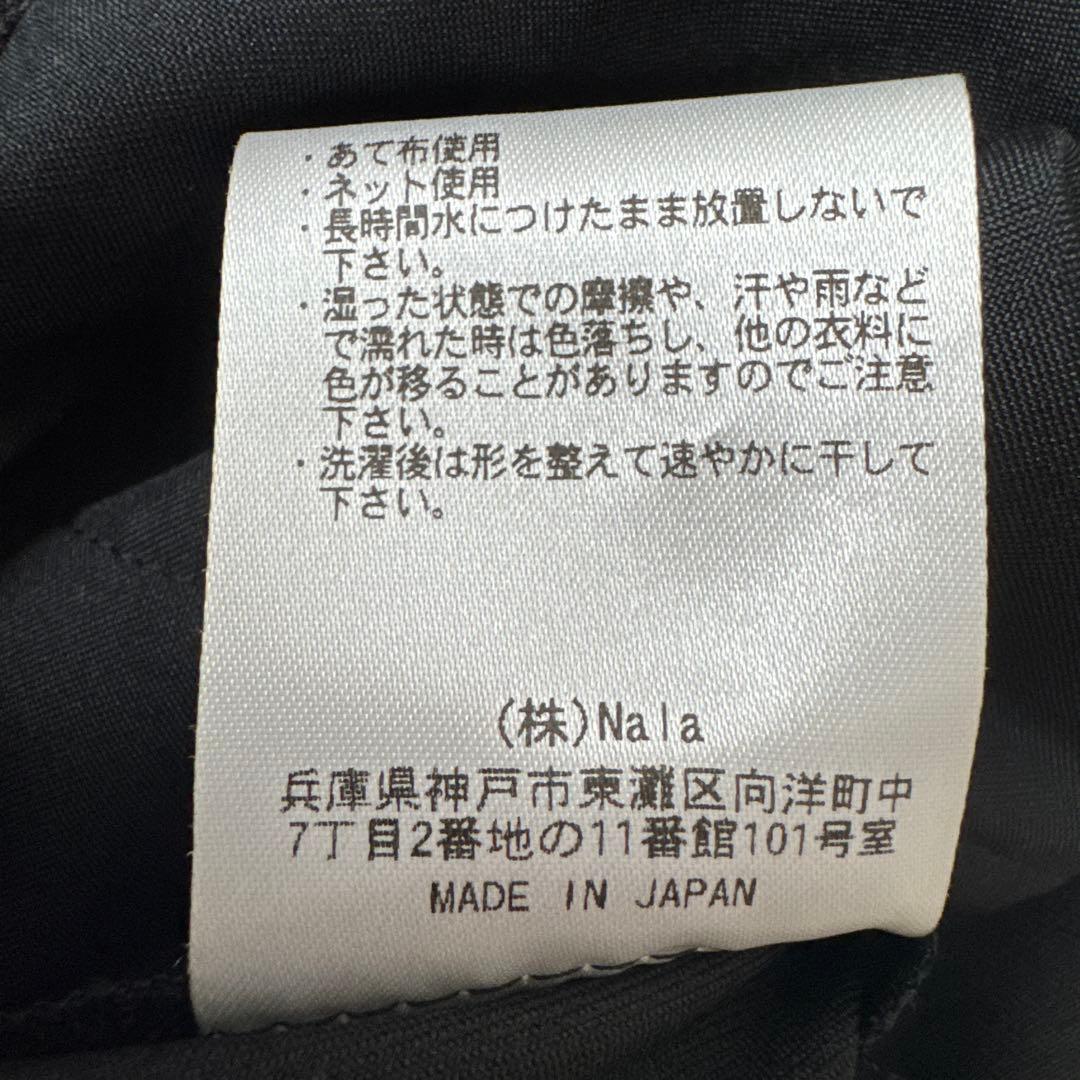 ・あて布使用
・ネット使用
・長時間水につけたまま放置しないで
下さい。
・湿った状態での摩擦や、汗や雨など
で濡れた時は色落ちし、他の衣料に
色が移ることがありますのでご注意
下さい。
・洗濯後は形を整えて速やかに干して
下さい。
(株)Nala
兵庫県神戸市東灘区向洋町中
7丁目2番地の11番館101号室
MADE IN JAPAN